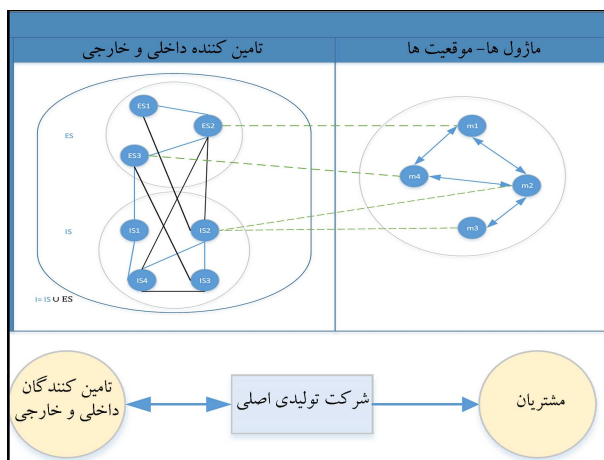 ماژول ها- موقعیت ها
تامین کننده داخلی و خارجی
ES1
ES2
ES
ES3
IS1
IS2
IS
IS4
IS3
I= IS ∪ ES
m1
m4
m2
m3
مشتریان
شرکت تولیدی اصلی
تامین کنندگان
داخلی و خارجی